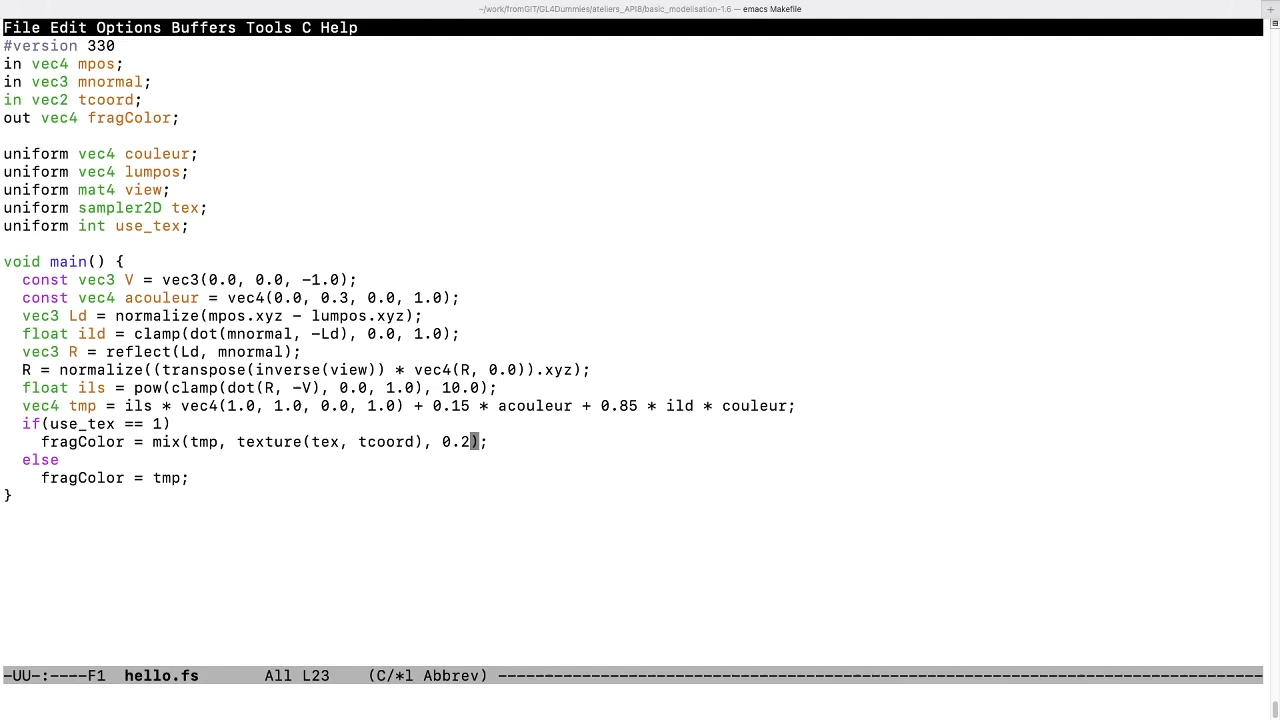 ~/work/fromGIT/GL4Dummies/ateliers_API8/basic_modelisation-1.6 — emacs Makefile
File Edit Options Buffers Tools C Help
#version 330
in vec4 mpos;
in vec3 mnormal;
in vec2 tcoord;
out vec4 fragColor;
uniform vec4 couleur;
uniform vec4 lumpos;
uniform mat4 view;
uniform sampler2D tex;
uniform int use_tex;
void main() {
  const vec3 V = vec3(0.0, 0.0, -1.0);
  const vec4 acouleur = vec4(0.0, 0.3, 0.0, 1.0);
  vec3 Ld = normalize(mpos.xyz - lumpos.xyz);
  float ild = clamp(dot(mnormal, -Ld), 0.0, 1.0);
  vec3 R = reflect(Ld, mnormal);
  R = normalize((transpose(inverse(view)) * vec4(R, 0.0)).xyz);
  float ils = pow(clamp(dot(R, -V), 0.0, 1.0), 10.0);
  vec4 tmp = ils * vec4(1.0, 1.0, 0.0, 1.0) + 0.15 * acouleur + 0.85 * ild * couleur;
  if(use_tex == 1)
    fragColor = mix(tmp, texture(tex, tcoord), 0.2);
  else
    fragColor = tmp;
}
-UU-:----F1  hello.fs       All L23    (C/*l Abbrev) ----------------------------------------------------------------------------------